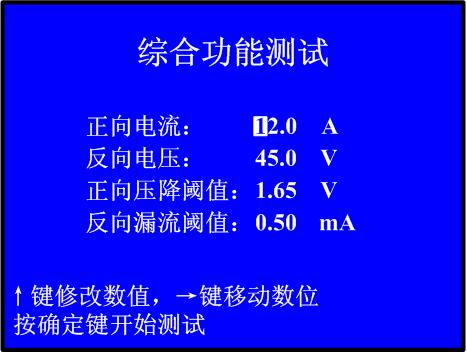 综合功能测试
正向电流： 12.0 A
反向电压： 45.0 V
正向压降阈值：1.65 V
反向漏流阈值：0.50 mA
↑键修改数值，→键移动数位
按确定键开始测试